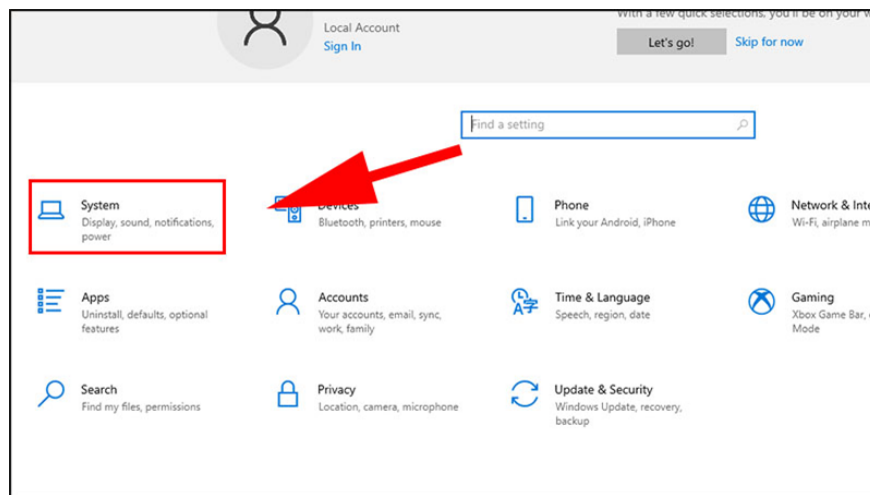 Local Account
Sign In
With a few quick selections, you'll be on your
Let's go!
Skip for now
Find a setting
System
Display, sound, notifications,
power
Devices
Bluetooth, printers, mouse
Phone
Link your Android, iPhone
Network & Inte
Wi-Fi, airplane m
Apps
Uninstall, defaults, optional
features
Accounts
Your accounts, email, sync,
work, family
Time & Language
Speech, region, date
Gaming
Xbox Game Bar,
Mode
Search
Find my files, permissions
Privacy
Location, camera, microphone
Update & Security
Windows Update, recovery,
backup